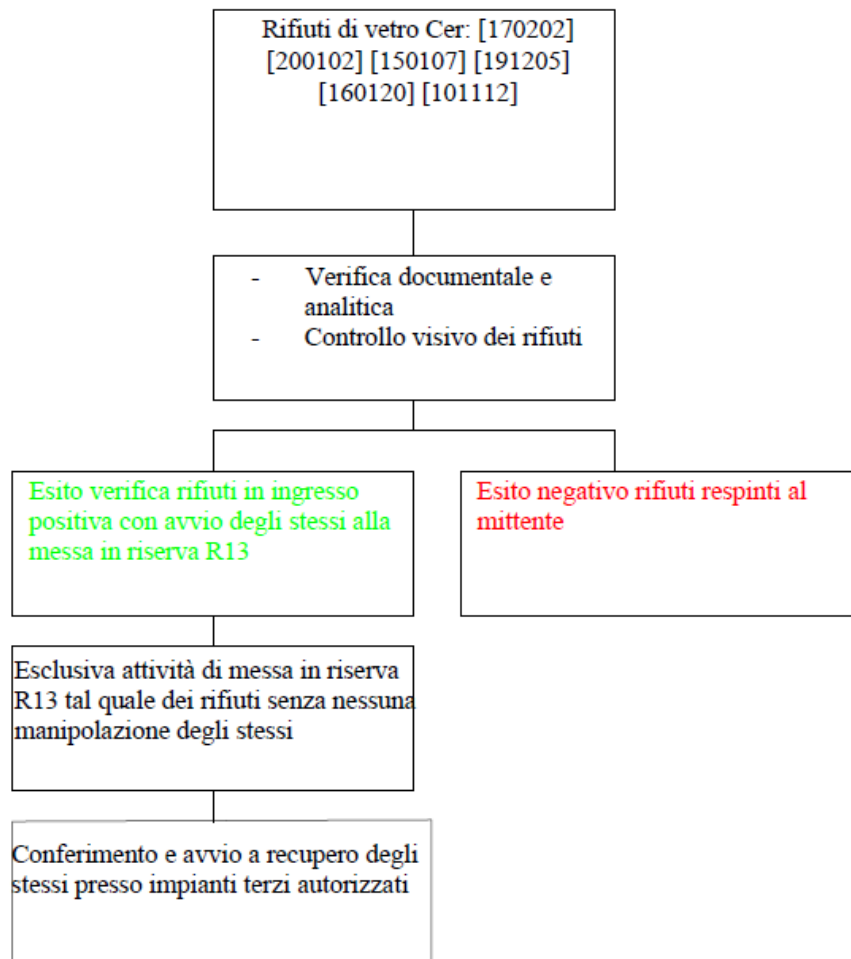 Rifiuti di vetro Cer: [170202]
[200102] [150107] [191205]
[160120] [101112]
- Verifica documentale e
analitica
- Controllo visivo dei rifiuti
Esito verifica rifiuti in ingresso
positiva con avvio degli stessi alla
messa in riserva R13
Esito negativo rifiuti respinti al
mittente
Esclusiva attività di messa in riserva
R13 tal quale dei rifiuti senza nessuna
manipolazione degli stessi
Conferimento e avvio a recupero degli
stessi presso impianti terzi autorizzati